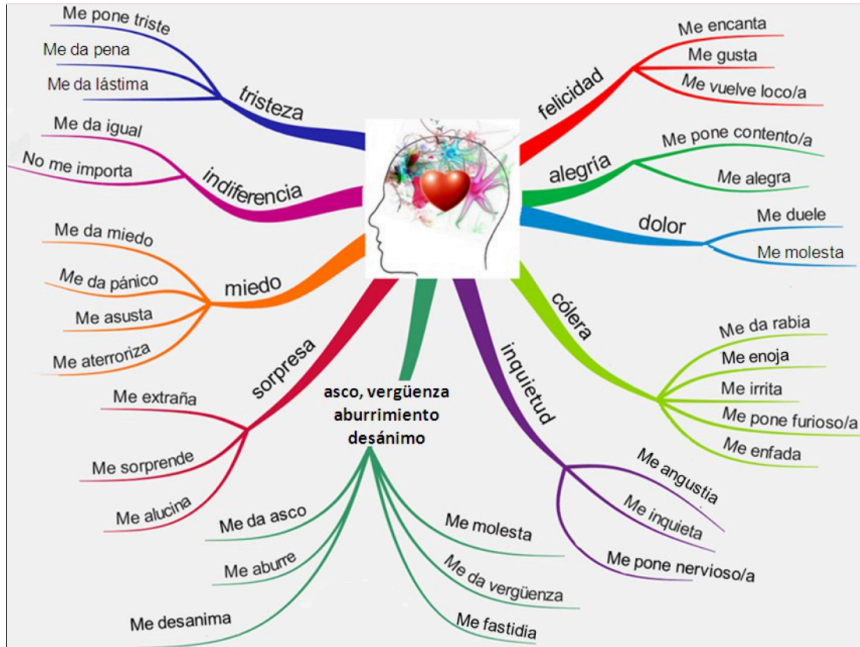 Me pone triste
Me da pena
Me da lástima
tristeza
Me da igual
No me importa
indiferencia
Me da miedo
Me da pánico
Me asusta
Me aterroriza
miedo
Me extraña
Me sorprende
Me alucina
sorpresa
asco, vergüenza
aburrimiento
desánimo
Me da asco
Me aburre
Me desanima
Me molesta
Me da vergüenza
Me fastidia
inquietud
Me angustia
Me inquieta
Me pone nervioso/a
cólera
Me da rabia
Me enoja
Me irrita
Me pone furioso/a
Me enfada
dolor
Me duele
Me molesta
alegría
Me pone contento/a
Me alegra
felicidad
Me encanta
Me gusta
Me vuelve loco/a